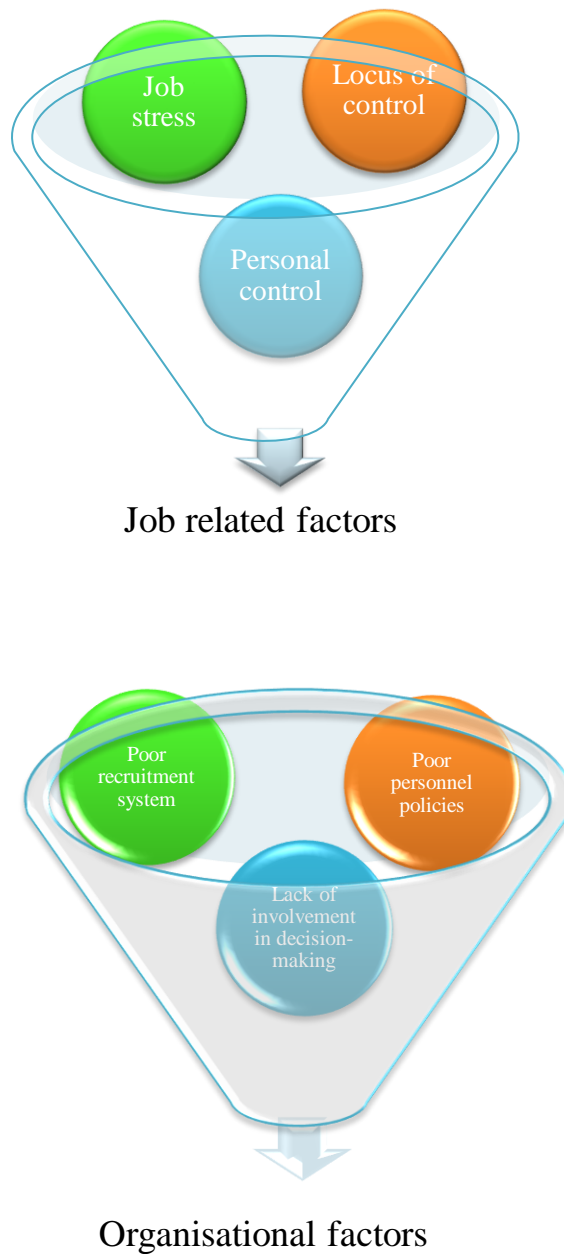 Job
stress
Locus of
control
Personal
control
Job related factors
Poor
recruitment
system
Poor
personnel
policies
Lack of
involvement
in decision-
making
Organisational factors